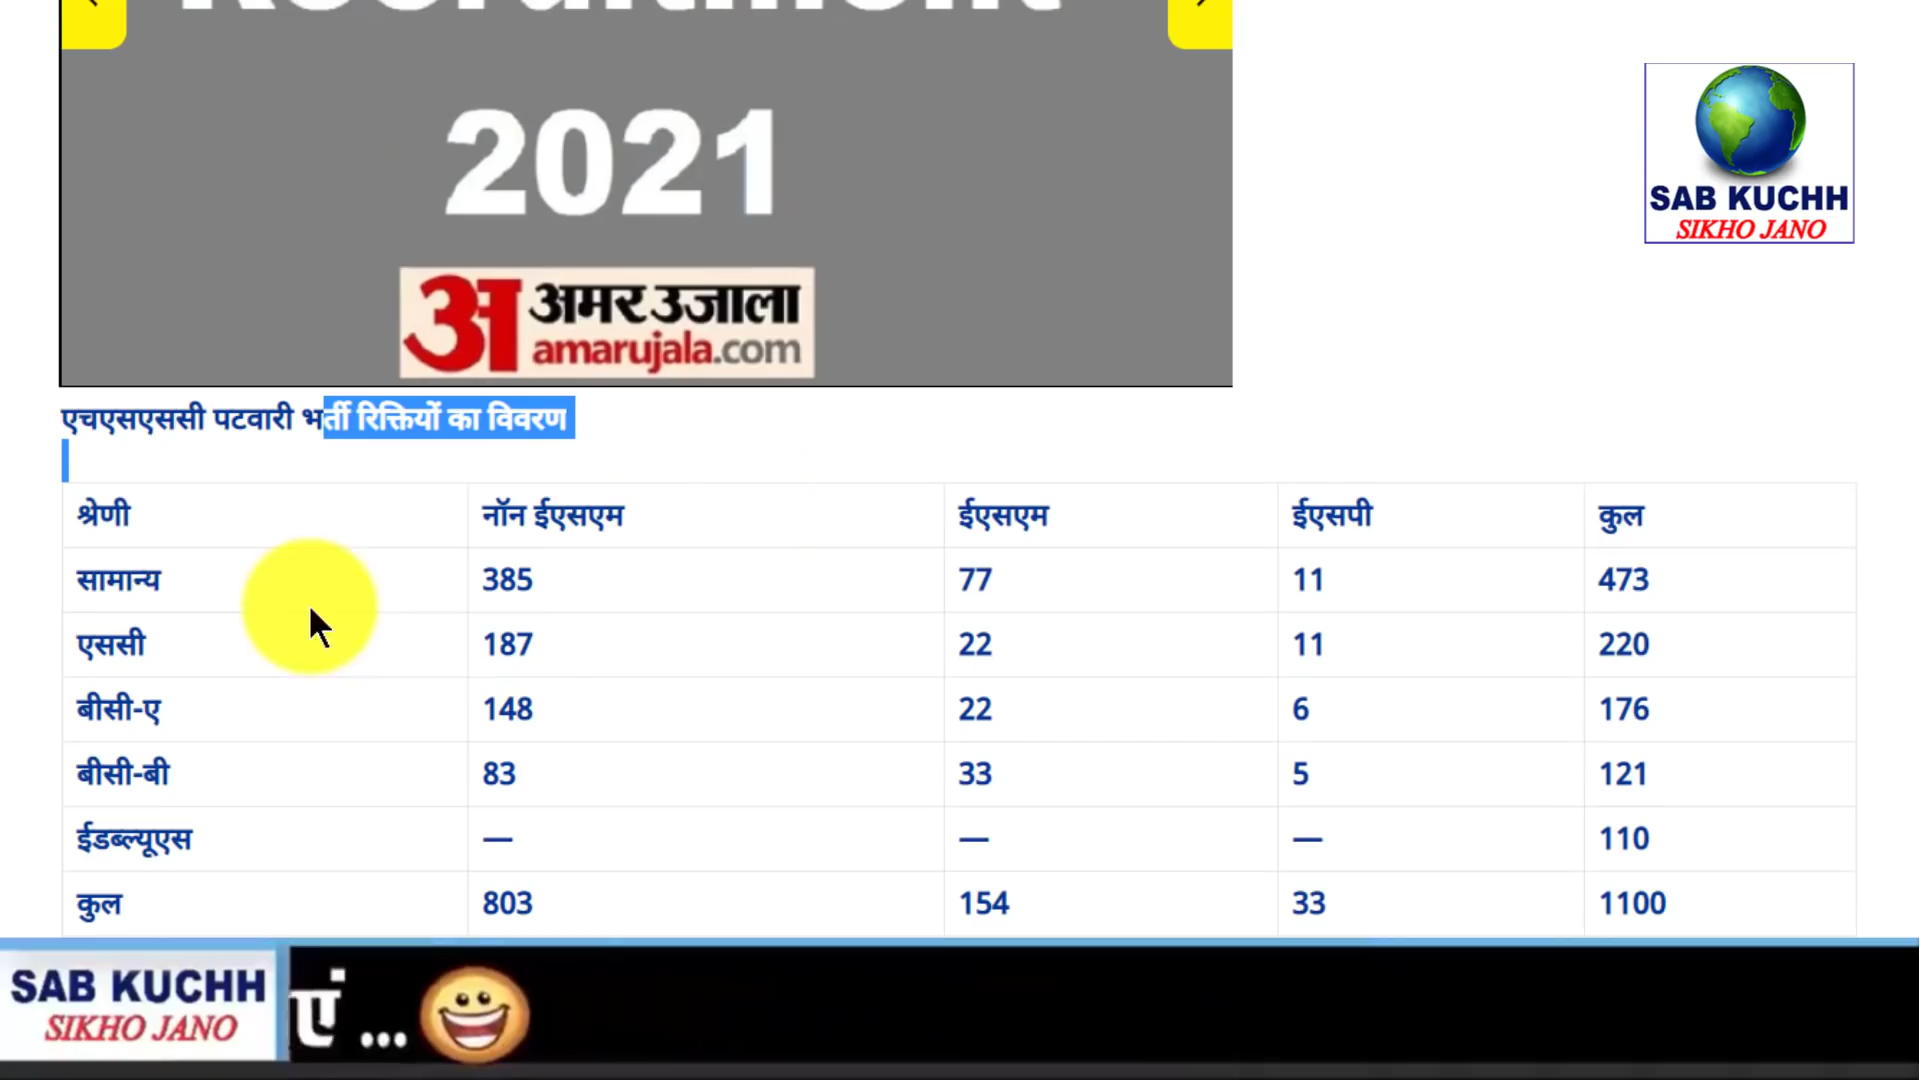 Recruitment
2021
अ अमर उजाला
amarujala.com
SAB KUCHH
SIKHO JANO
एचएसएससी पटवारी भर्ती रिक्तियों का विवरण
श्रेणी नॉन ईएसएम ईएसएम ईएसपी कुल
सामान्य 385 77 11 473
एससी 187 22 11 220
बीसी-ए 148 22 6 176
बीसी-बी 83 33 5 121
ईडब्ल्यूएस — — — 110
कुल 803 154 33 1100
SAB KUCHH
SIKHO JANO
एं ...